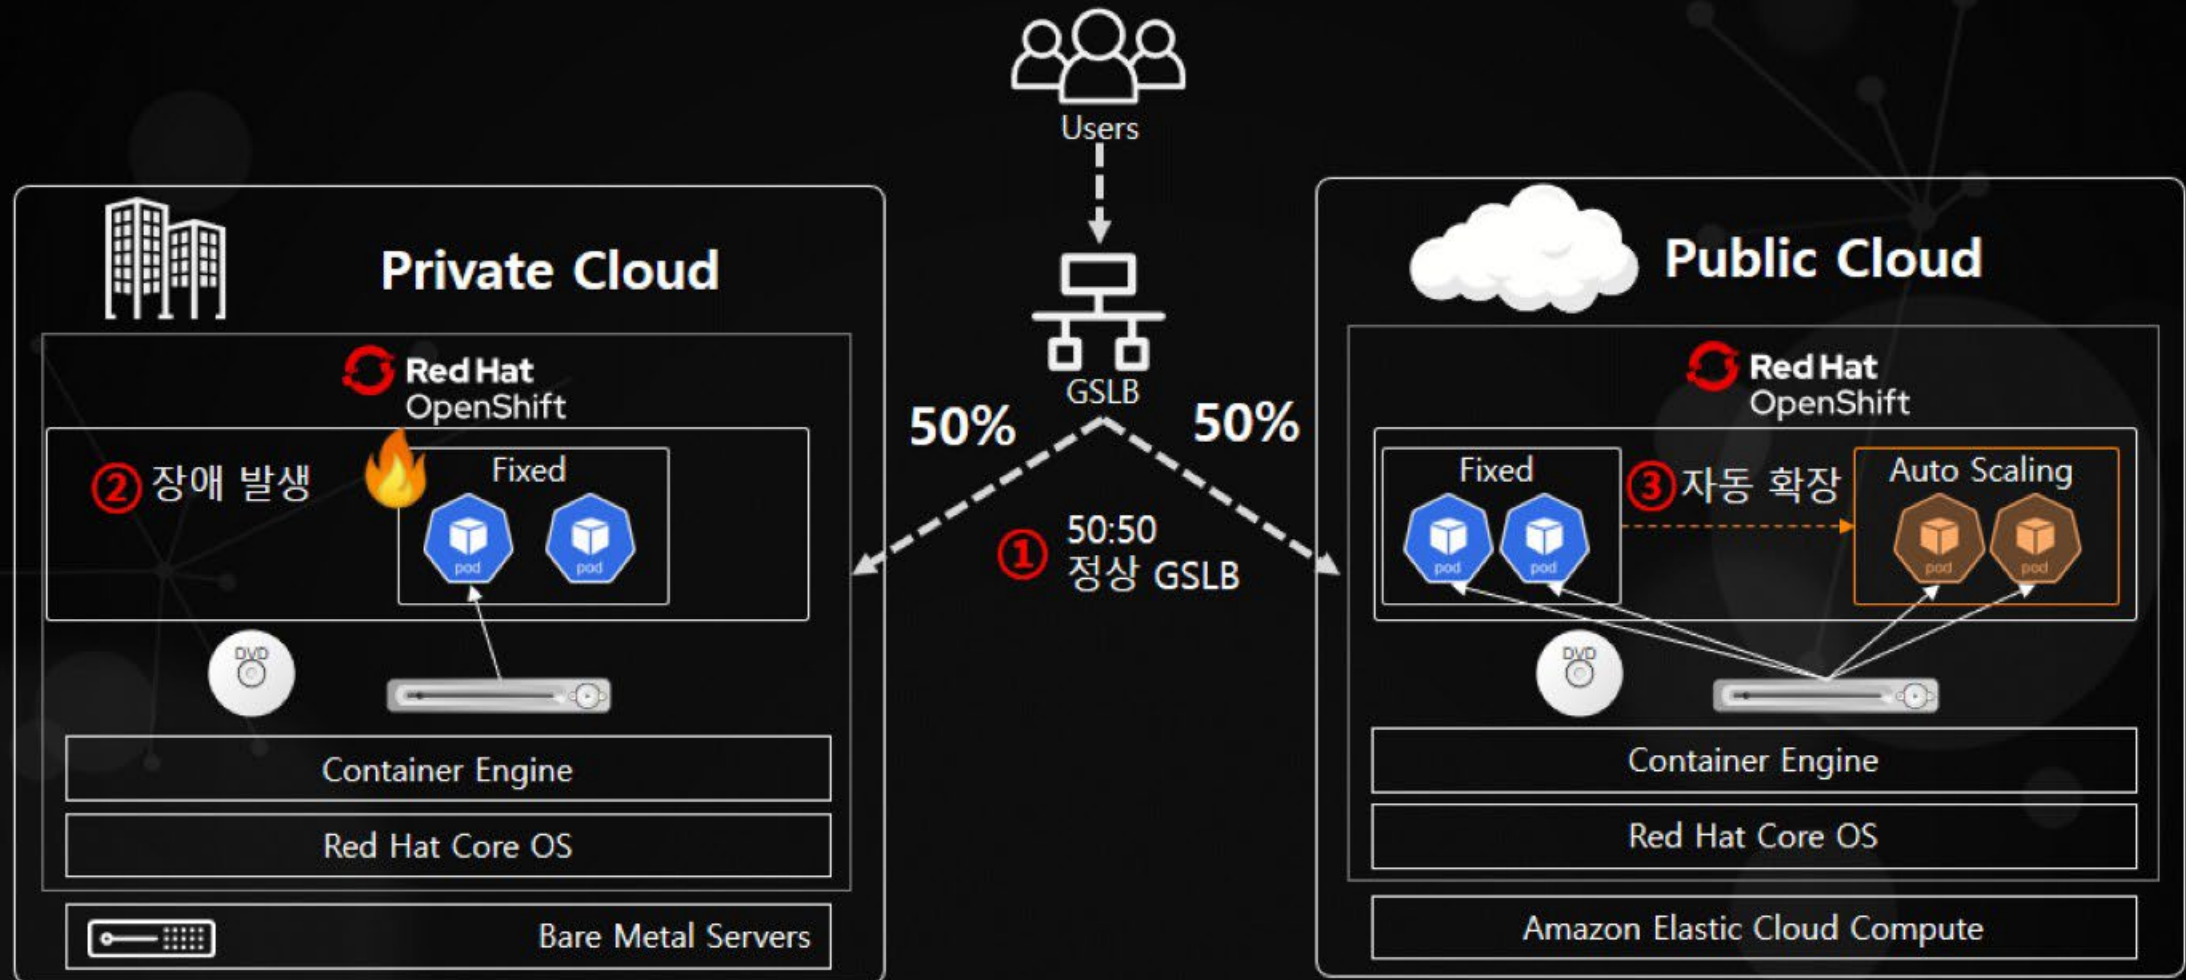 Users
Private Cloud
Public Cloud
Red Hat
OpenShift
GSLB
50%
50%
Red Hat
OpenShift
② 장애 발생
Fixed
pod
pod
① 50:50
정상 GSLB
Fixed
pod
pod
③ 자동 확장
Auto Scaling
pod
pod
DVD
DVD
Container Engine
Red Hat Core OS
Bare Metal Servers
Container Engine
Red Hat Core OS
Amazon Elastic Cloud Compute